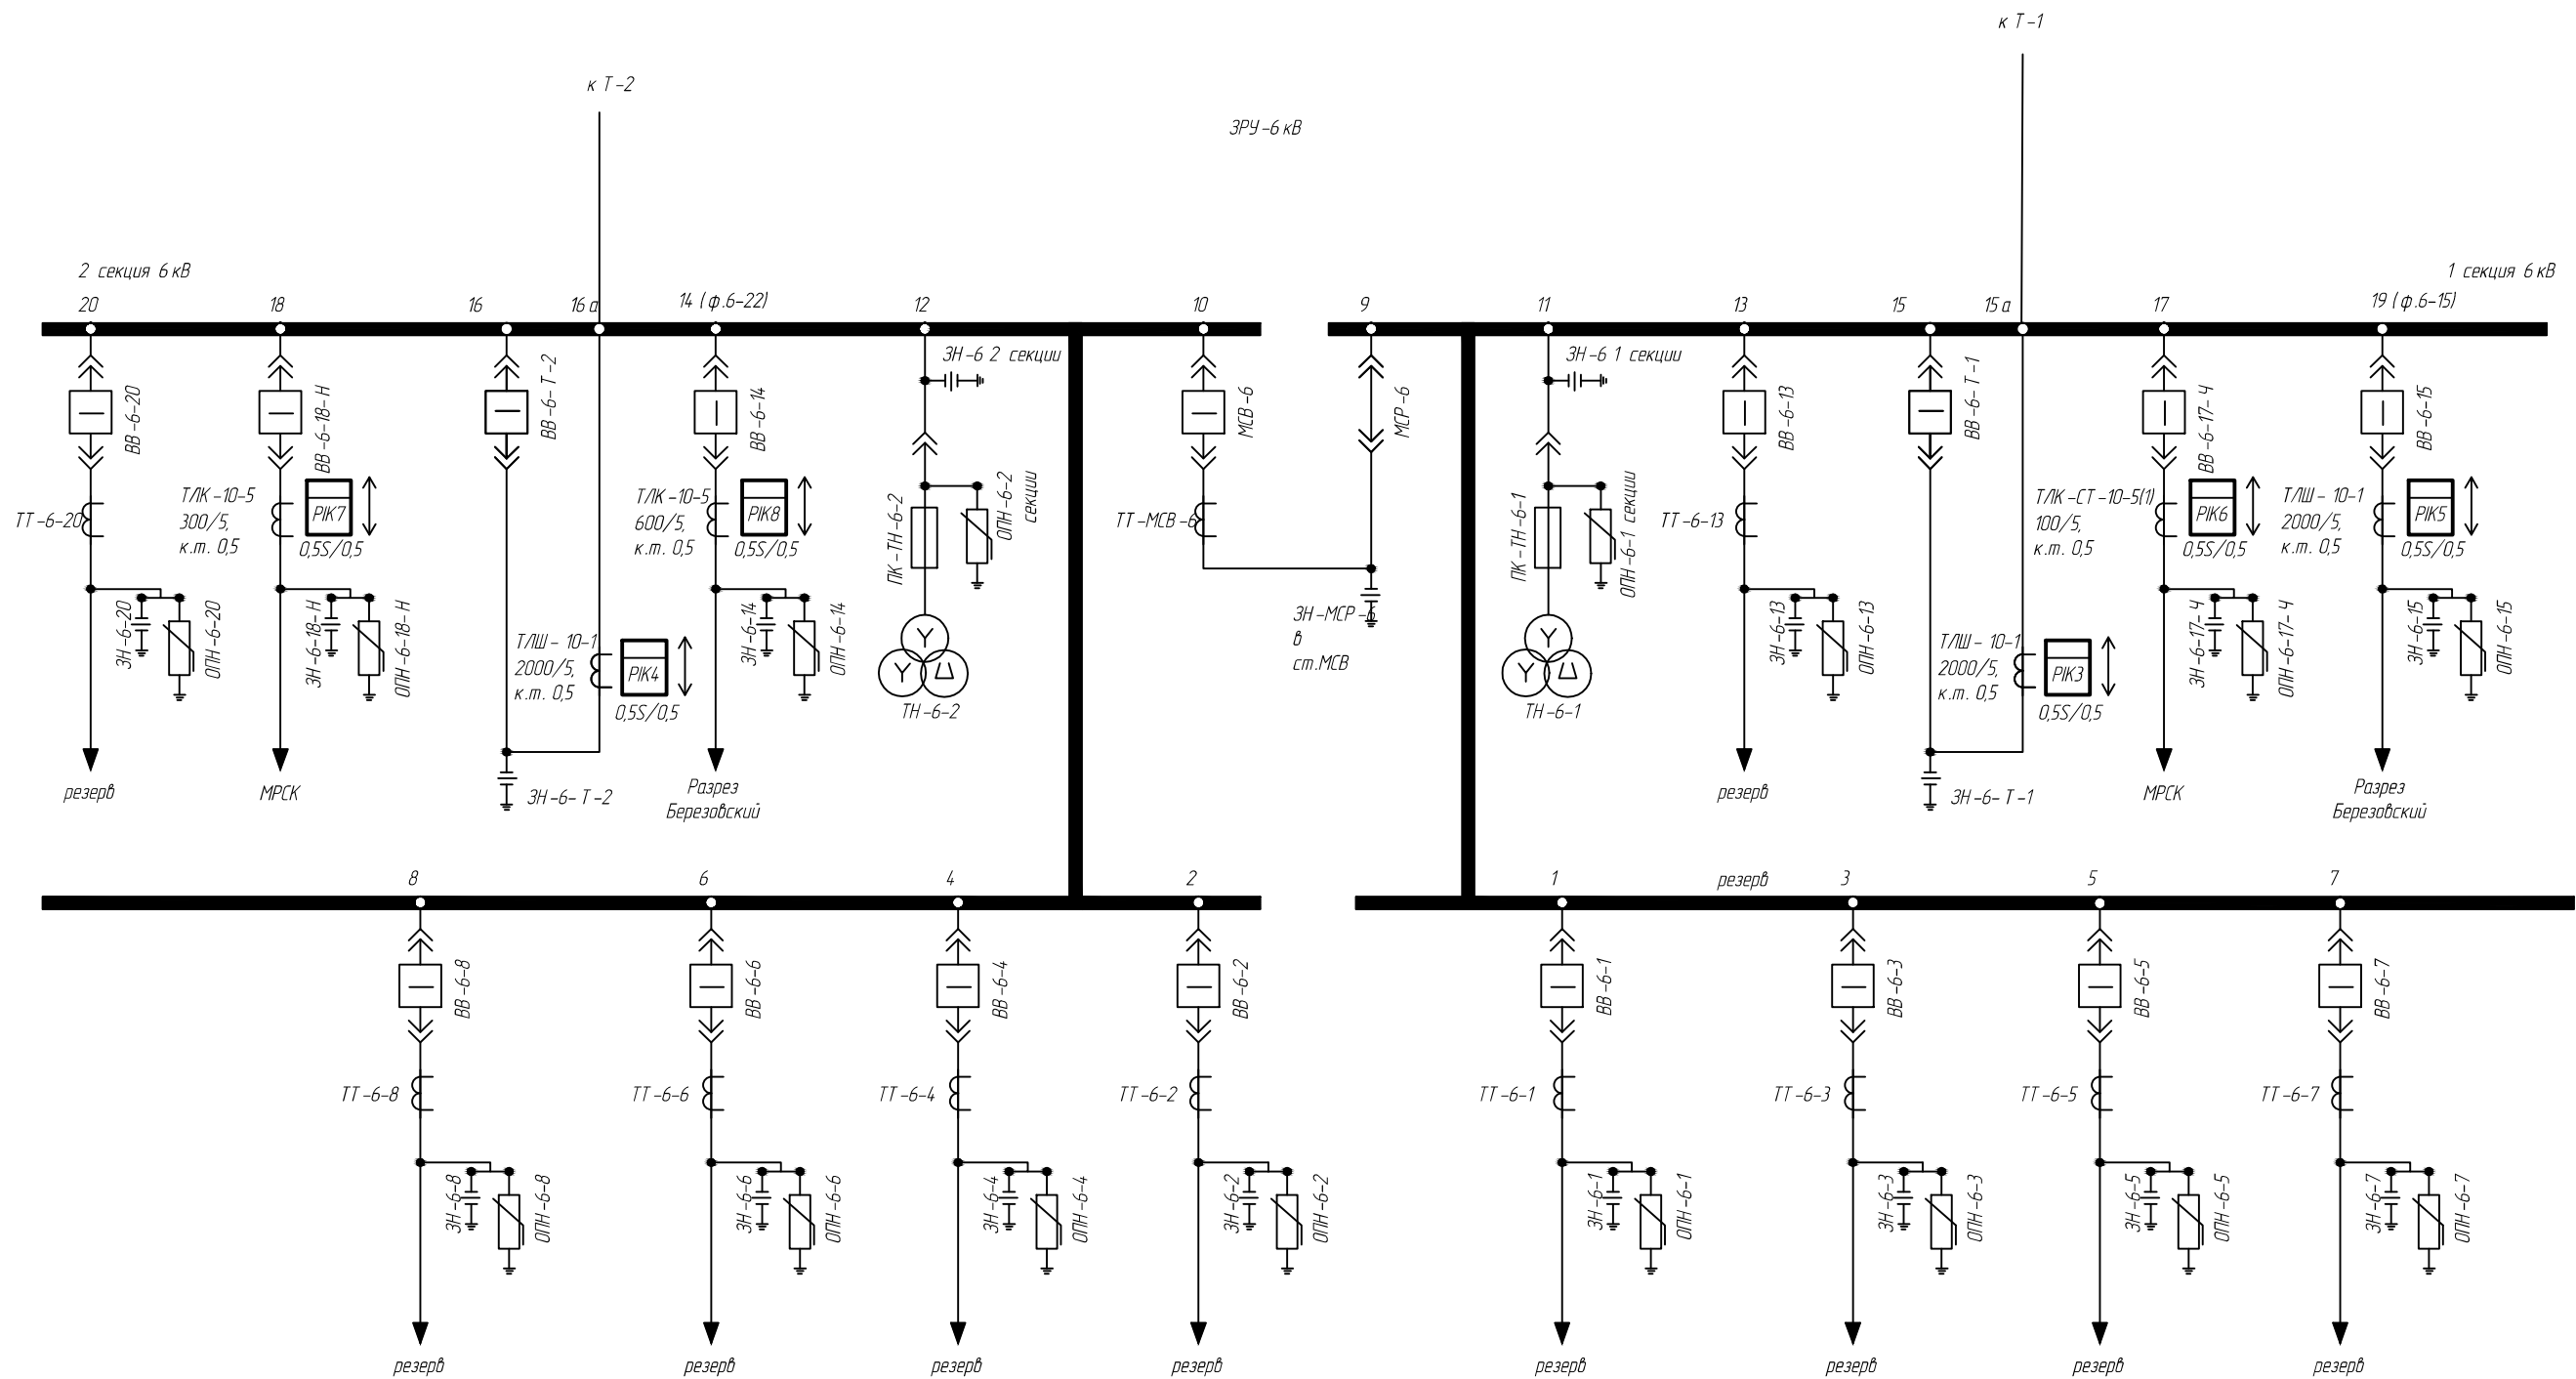 к Т-1
к Т-2
ЗРУ-6 кВ
2 секция 6 кВ
1 секция 6 кВ
20
18
16
16 а
14 (ф.6-22)
12
10
9
11
13
15
15 а
17
19 (ф.6-15)
ВВ-6-20
ВВ-6-18-Н
ВВ-6-Т-2
ВВ-6-14
ЗН-6 2 секции
МСВ-6
МСР-6
ЗН-6 1 секции
ВВ-6-13
ВВ-6-Т-1
ВВ-6-17-Ч
ВВ-6-15
ТТ-6-20
ТЛК-10-5
300/5,
к.т. 0,5
PIK7
0,5S/0,5
ТЛК-10-5
600/5,
к.т. 0,5
PIK8
0,5S/0,5
ПК-ТН-6-2
ОПН-6-2
секции
ТТ-МСВ-6
ПК-ТН-6-1
ОПН-6-1 секции
ТТ-6-13
ТЛК-СТ-10-5(1)
100/5,
к.т. 0,5
PIK6
0,5S/0,5
ТЛШ-10-1
2000/5,
к.т. 0,5
PIK5
0,5S/0,5
ЗН-6-20
ОПН-6-20
ЗН-6-18-Н
ОПН-6-18-Н
ТЛШ-10-1
2000/5,
к.т. 0,5
PIK4
0,5S/0,5
ЗН-6-14
ОПН-6-14
ТН-6-2
ЗН-МСР-6
в
ст.МСВ
ТН-6-1
ЗН-6-13
ОПН-6-13
ТЛШ-10-1
2000/5,
к.т. 0,5
PIK3
0,5S/0,5
ЗН-6-17-Ч
ОПН-6-17-Ч
ЗН-6-15
ОПН-6-15
резерв
МРСК
ЗН-6-Т-2
Разрез
Березовский
резерв
ЗН-6-Т-1
МРСК
Разрез
Березовский
8
6
4
2
1
резерв
3
5
7
ВВ-6-8
ВВ-6-6
ВВ-6-4
ВВ-6-2
ВВ-6-1
ВВ-6-3
ВВ-6-5
ВВ-6-7
ТТ-6-8
ТТ-6-6
ТТ-6-4
ТТ-6-2
ТТ-6-1
ТТ-6-3
ТТ-6-5
ТТ-6-7
ЗН-6-8
ОПН-6-8
ЗН-6-6
ОПН-6-6
ЗН-6-4
ОПН-6-4
ЗН-6-2
ОПН-6-2
ЗН-6-1
ОПН-6-1
ЗН-6-3
ОПН-6-3
ЗН-6-5
ОПН-6-5
ЗН-6-7
ОПН-6-7
резерв
резерв
резерв
резерв
резерв
резерв
резерв
резерв